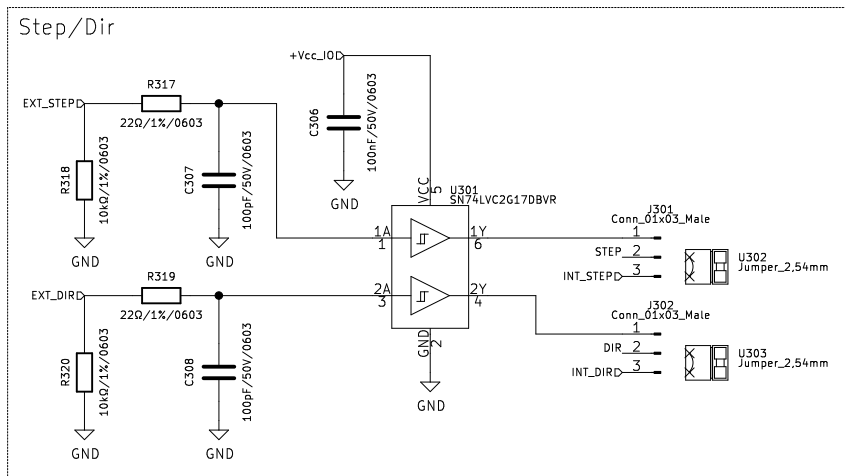 Step/Dir
+Vcc_IO
R317
EXT_STEP
22Ω/1%/0603
R318
10kΩ/1%/0603
C307
100pF/50V/0603
C306
100nF/50V/0603
GND
GND
GND
VCC
5
U301
SN74LVC2G17DBVR
1A
1
1Y
6
2A
3
2Y
4
GND
2
GND
J301
Conn_01x03_Male
1
STEP
2
INT_STEP
3
U302
Jumper_2,54mm
R319
EXT_DIR
22Ω/1%/0603
R320
10kΩ/1%/0603
C308
100pF/50V/0603
GND
GND
J302
Conn_01x03_Male
1
DIR
2
INT_DIR
3
U303
Jumper_2,54mm